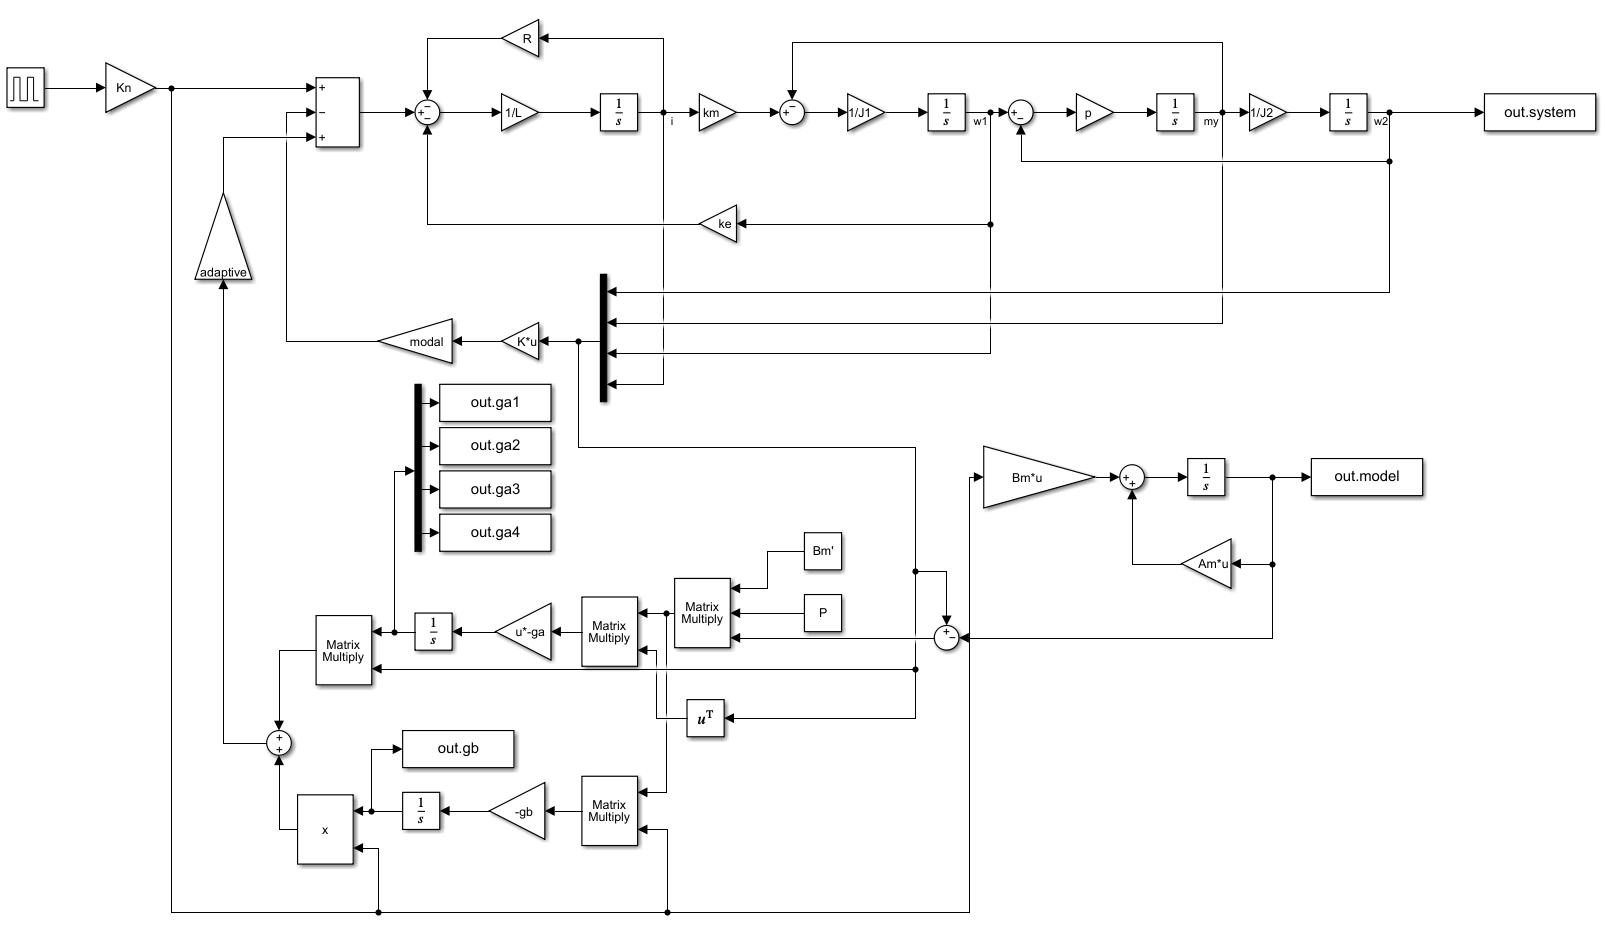 R
Kn
+
−
+
−
+
−
1/L
1
s
i
km
−
+
1/J1
1
s
w1
+
−
p
1
s
my
1/J2
1
s
w2
out.system
ke
adaptive
modal
K*u
out.ga1
out.ga2
out.ga3
out.ga4
Bm*u
+
+
1
s
out.model
Am*u
Bm'
P
Matrix
Multiply
+
−
Matrix
Multiply
u*-ga
1
s
Matrix
Multiply
uT
+
+
out.gb
Matrix
Multiply
-gb
1
s
x